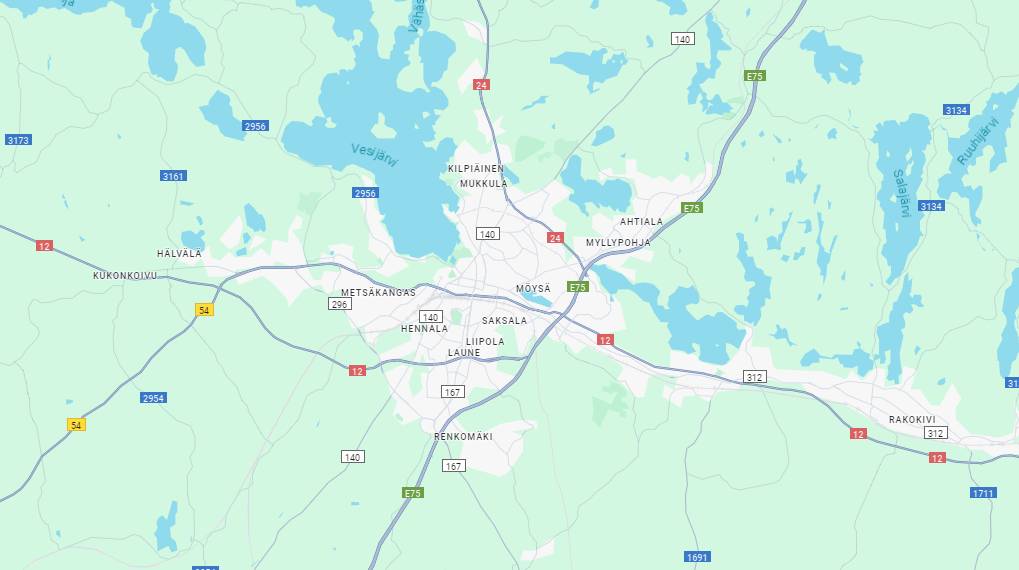 140
E75
24
2956
3134
3173
Ruuhijärvi
Vesijärvi
KILPIÄINEN
3161
Salajärvi
MUKKULA
2956
3134
E75
AHTIALA
140
24
MYLLYPOHJA
12
HÄLVÄLÄ
KUKONKOIVU
E75
MÖYSÄ
METSÄKANGAS
296
54
140
SAKSALA
HENNALA
12
LIIPOLA
LAUNE
12
312
167
2954
RAKOKIVI
54
312
12
RENKOMÄKI
140
12
167
E75
1711
1691